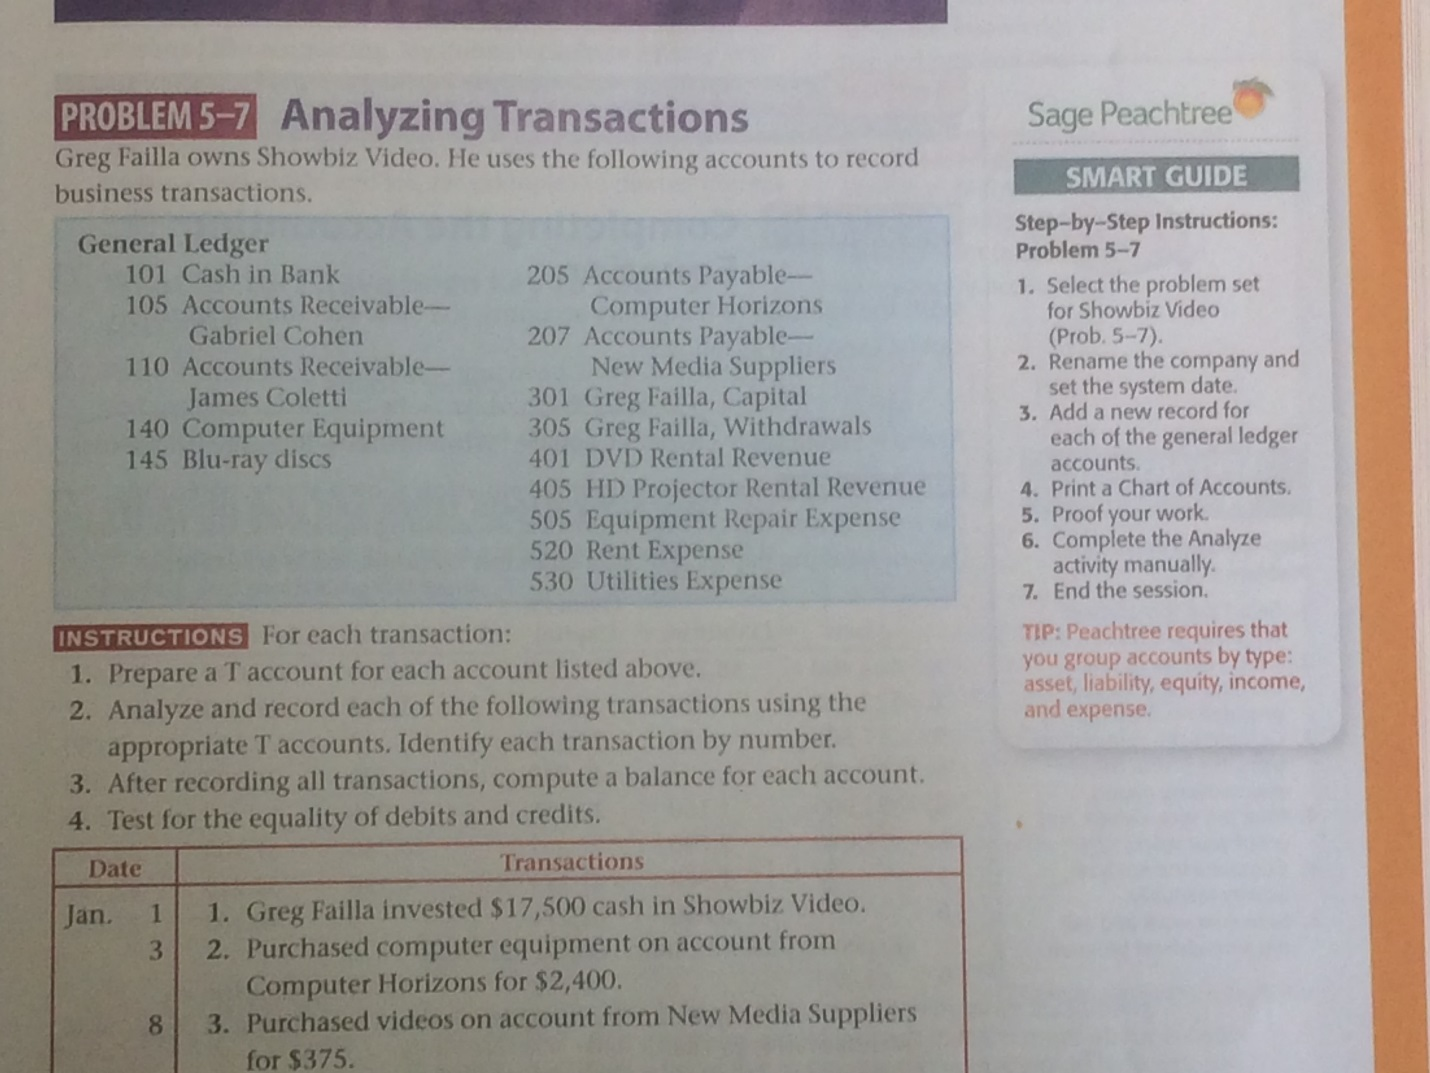 PROBLEM 5–7 Analyzing Transactions
Greg Failla owns Showbiz Video. He uses the following accounts to record
business transactions.
General Ledger
101 Cash in Bank
105 Accounts Receivable—
Gabriel Cohen
110 Accounts Receivable—
James Coletti
140 Computer Equipment
145 Blu-ray discs
205 Accounts Payable—
Computer Horizons
207 Accounts Payable—
New Media Suppliers
301 Greg Failla, Capital
305 Greg Failla, Withdrawals
401 DVD Rental Revenue
405 HD Projector Rental Revenue
505 Equipment Repair Expense
520 Rent Expense
530 Utilities Expense
INSTRUCTIONS For each transaction:
1. Prepare a T account for each account listed above.
2. Analyze and record each of the following transactions using the
appropriate T accounts. Identify each transaction by number.
3. After recording all transactions, compute a balance for each account.
4. Test for the equality of debits and credits.
Date Transactions
Jan. 1 1. Greg Failla invested $17,500 cash in Showbiz Video.
3 2. Purchased computer equipment on account from
Computer Horizons for $2,400.
8 3. Purchased videos on account from New Media Suppliers
for $375.
Sage Peachtree
SMART GUIDE
Step–by–Step Instructions:
Problem 5–7
1. Select the problem set
for Showbiz Video
(Prob. 5–7).
2. Rename the company and
set the system date.
3. Add a new record for
each of the general ledger
accounts.
4. Print a Chart of Accounts.
5. Proof your work.
6. Complete the Analyze
activity manually.
7. End the session.
TIP: Peachtree requires that
you group accounts by type:
asset, liability, equity, income,
and expense.